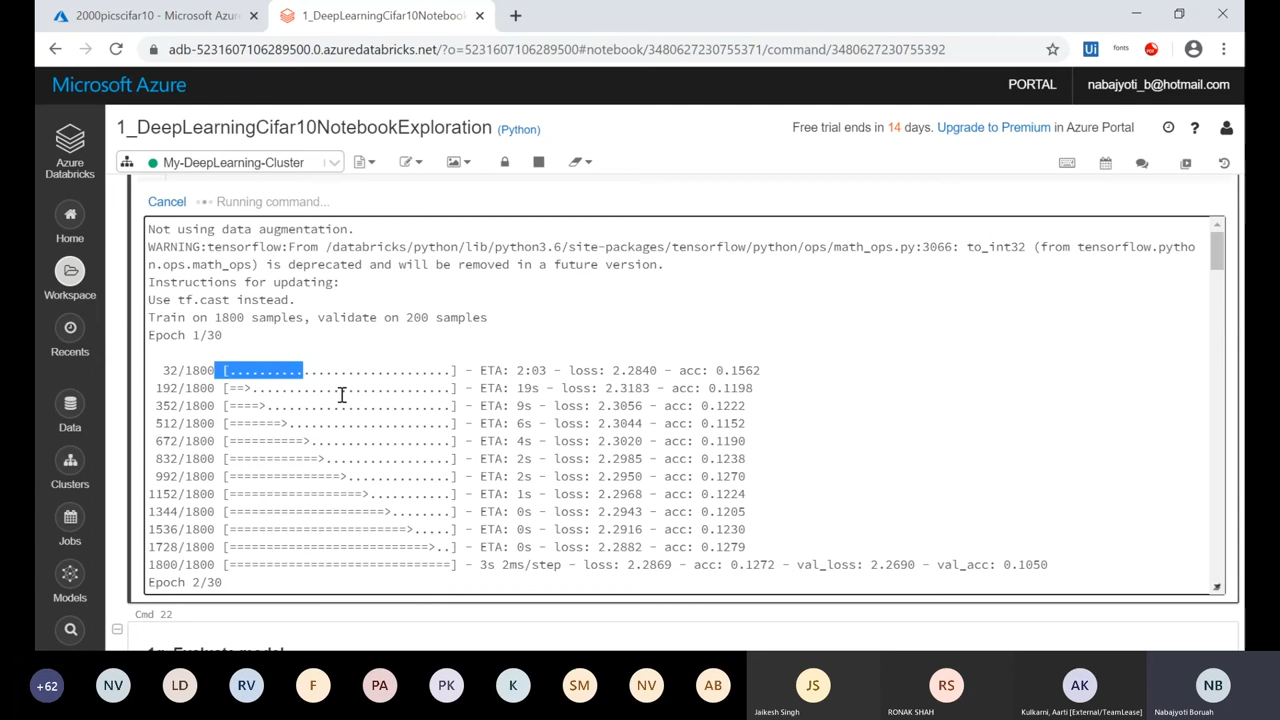 2000picscifar10 - Microsoft Azur
1_DeepLearningCifar10Notebook
adb-5231607106289500.0.azuredatabricks.net/?o=5231607106289500#notebook/3480627230755371/command/3480627230755392
Ui
fonts
Microsoft Azure
PORTAL
nabajyoti_b@hotmail.com
Azure
Databricks
1_DeepLearningCifar10NotebookExploration (Python)
Free trial ends in 14 days. Upgrade to Premium in Azure Portal
?
My-DeepLearning-Cluster
Home
Workspace
Recents
Data
Clusters
Jobs
Models
Cancel Running command...
Not using data augmentation.
WARNING:tensorflow:From /databricks/python/lib/python3.6/site-packages/tensorflow/python/ops/math_ops.py:3066: to_int32 (from tensorflow.pytho
n.ops.math_ops) is deprecated and will be removed in a future version.
Instructions for updating:
Use tf.cast instead.
Train on 1800 samples, validate on 200 samples
Epoch 1/30
32/1800 [..............................] - ETA: 2:03 - loss: 2.2840 - acc: 0.1562
192/1800 [==>...........................] - ETA: 19s - loss: 2.3183 - acc: 0.1198
352/1800 [====>.........................] - ETA: 9s - loss: 2.3056 - acc: 0.1222
512/1800 [=======>......................] - ETA: 6s - loss: 2.3044 - acc: 0.1152
672/1800 [==========>...................] - ETA: 4s - loss: 2.3020 - acc: 0.1190
832/1800 [============>.................] - ETA: 2s - loss: 2.2985 - acc: 0.1238
992/1800 [===============>..............] - ETA: 2s - loss: 2.2950 - acc: 0.1270
1152/1800 [==================>...........] - ETA: 1s - loss: 2.2968 - acc: 0.1224
1344/1800 [=====================>........] - ETA: 0s - loss: 2.2943 - acc: 0.1205
1536/1800 [========================>.....] - ETA: 0s - loss: 2.2916 - acc: 0.1230
1728/1800 [===========================>..] - ETA: 0s - loss: 2.2882 - acc: 0.1279
1800/1800 [==============================] - 3s 2ms/step - loss: 2.2869 - acc: 0.1272 - val_loss: 2.2690 - val_acc: 0.1050
Epoch 2/30
Cmd 22
+62
NV
LD
RV
F
PA
PK
K
SM
NV
AB
JS
Jaikesh Singh
RS
RONAK SHAH
AK
Kulkarni, Aarti [External/TeamLease]
NB
Nabajyoti Boruah